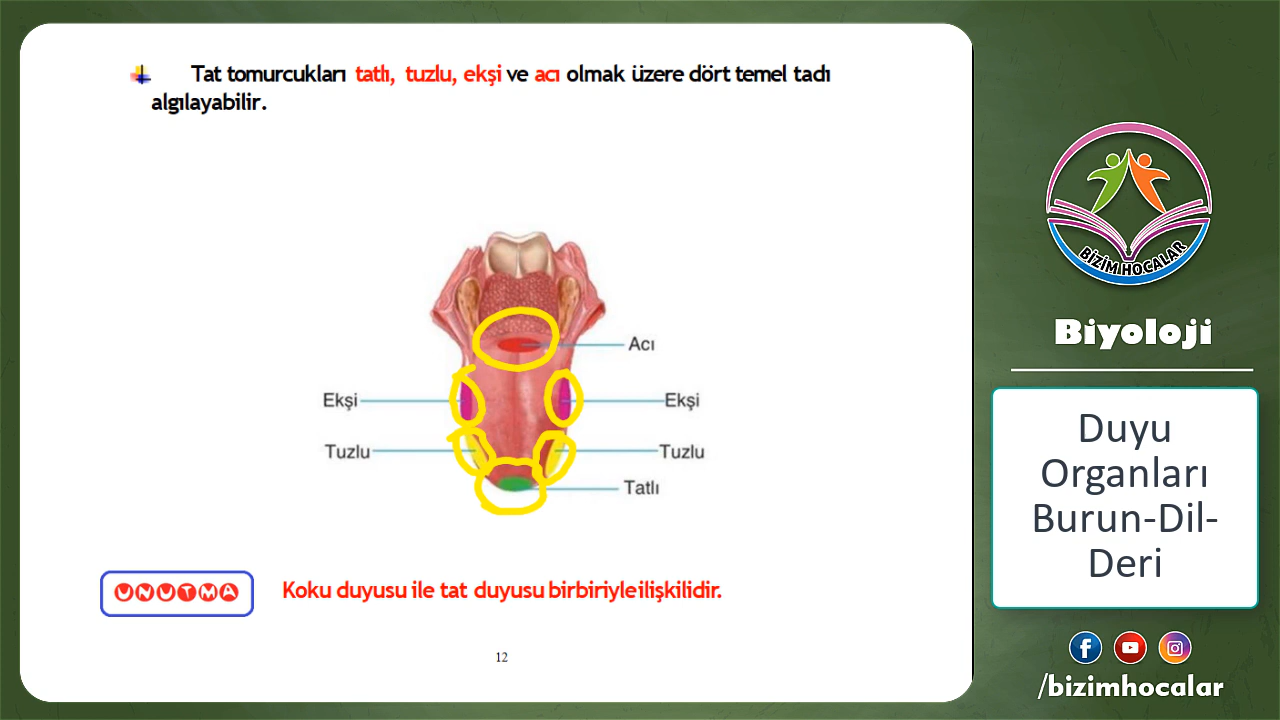 Tat tomurcukları tatlı, tuzlu, ekşi ve acı olmak üzere dört temel tadı
algılayabilir.
Acı
Ekşi
Ekşi
Tuzlu
Tuzlu
Tatlı
UNUTMA
Koku duyusu ile tat duyusu birbiriyle ilişkilidir.
12
BİZİM HOCALAR
Biyoloji
Duyu
Organları
Burun-Dil-
Deri
/bizimhocalar